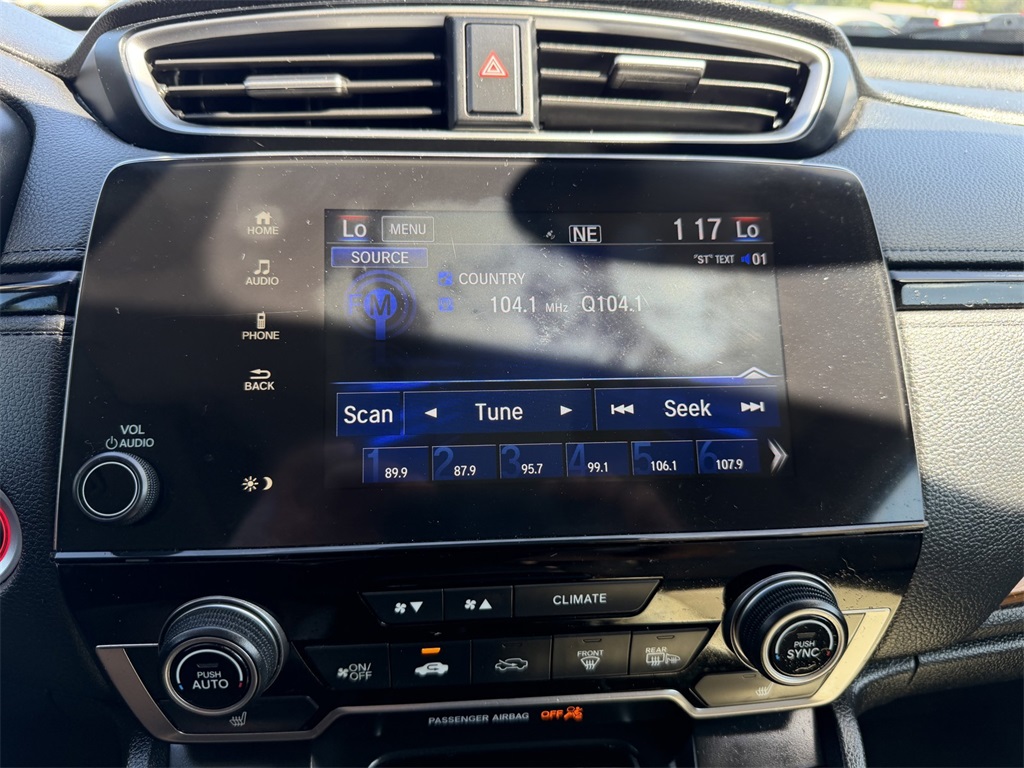 HOME
AUDIO
PHONE
BACK
VOL
AUDIO
Lo MENU NE 1 17 Lo
SOURCE "ST" TEXT 01
FM COUNTRY
104.1 MHz Q104.1
Scan Tune Seek
1 89.9 2 87.9 3 95.7 4 99.1 5 106.1 6 107.9
CLIMATE
ON/OFF
FRONT
REAR
PUSH AUTO
PUSH SYNC
PASSENGER AIRBAG OFF